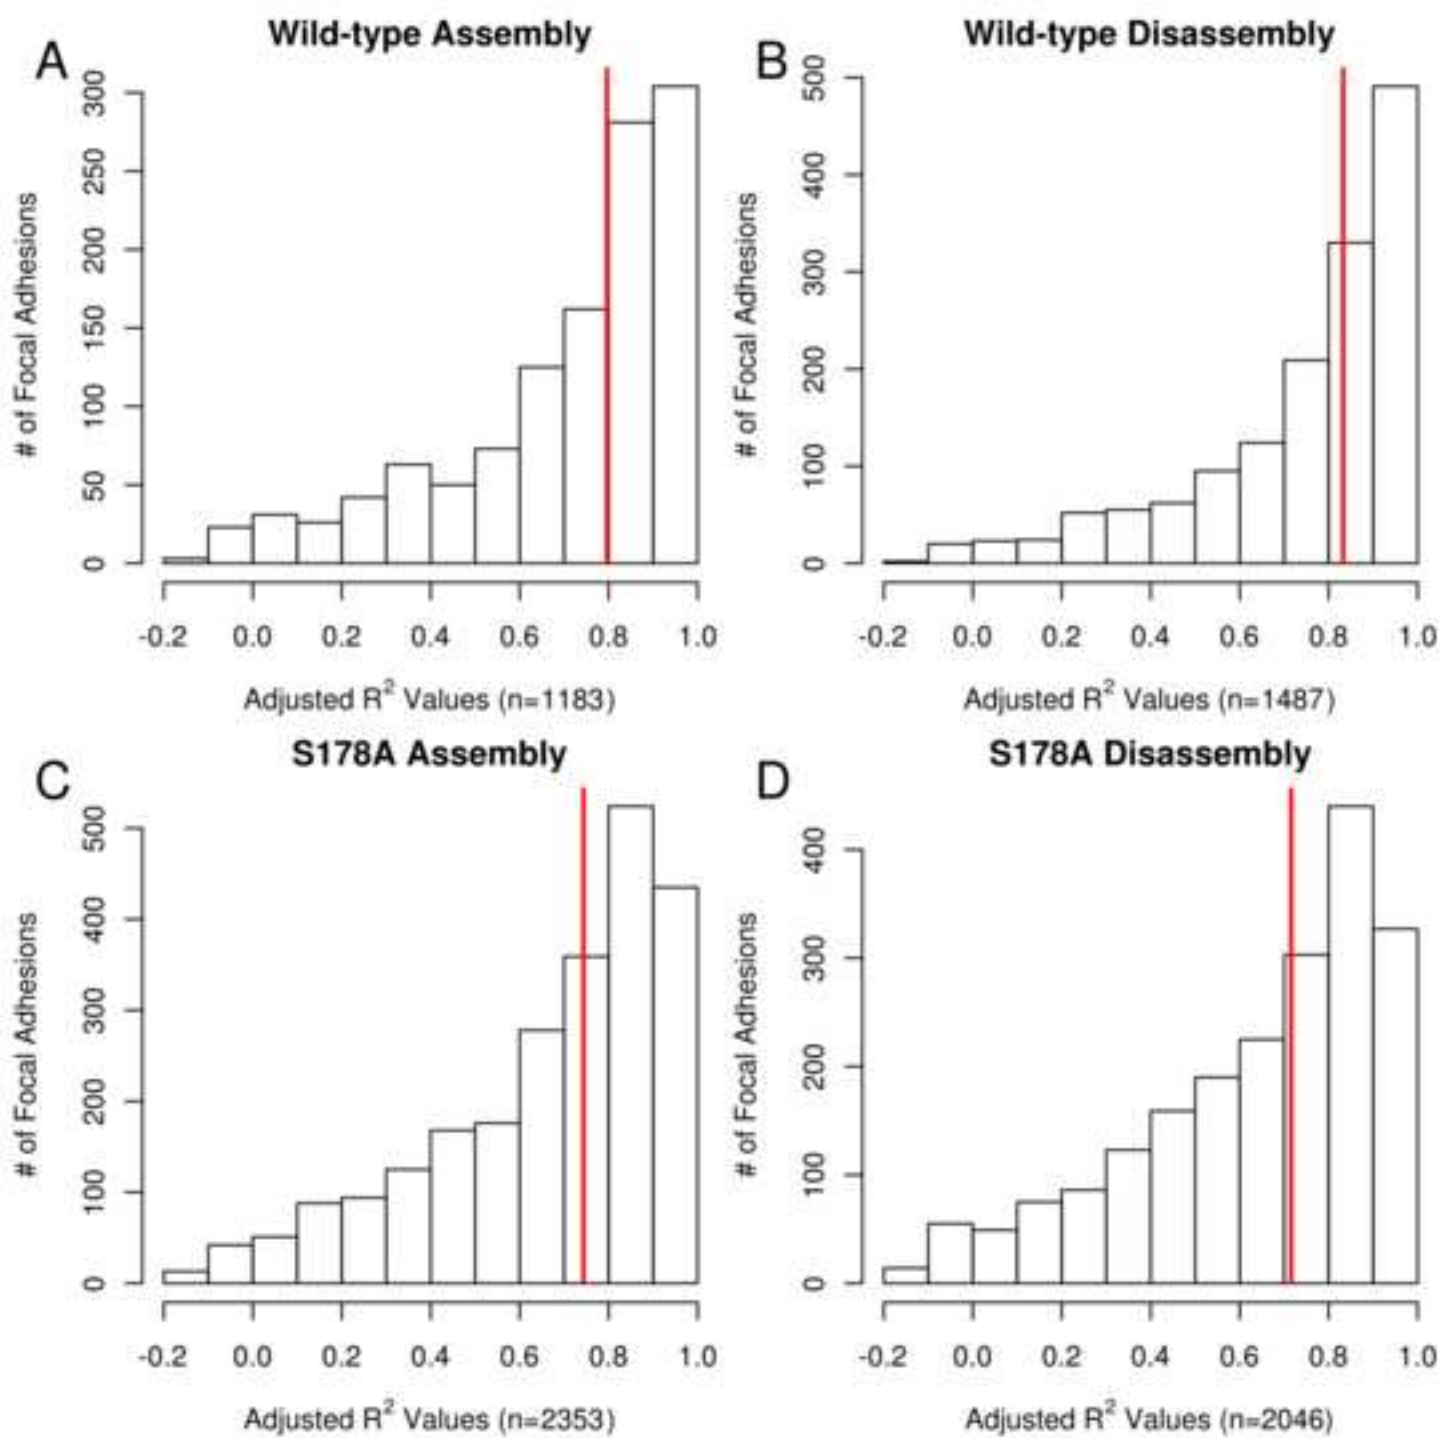 A
Wild-type Assembly
# of Focal Adhesions
0 50 100 150 200 250 300
-0.2 0.0 0.2 0.4 0.6 0.8 1.0
Adjusted R² Values (n=1183)
B
Wild-type Disassembly
# of Focal Adhesions
0 100 200 300 400 500
-0.2 0.0 0.2 0.4 0.6 0.8 1.0
Adjusted R² Values (n=1487)
C
S178A Assembly
# of Focal Adhesions
0 100 200 300 400 500
-0.2 0.0 0.2 0.4 0.6 0.8 1.0
Adjusted R² Values (n=2353)
D
S178A Disassembly
# of Focal Adhesions
0 100 200 300 400
-0.2 0.0 0.2 0.4 0.6 0.8 1.0
Adjusted R² Values (n=2046)